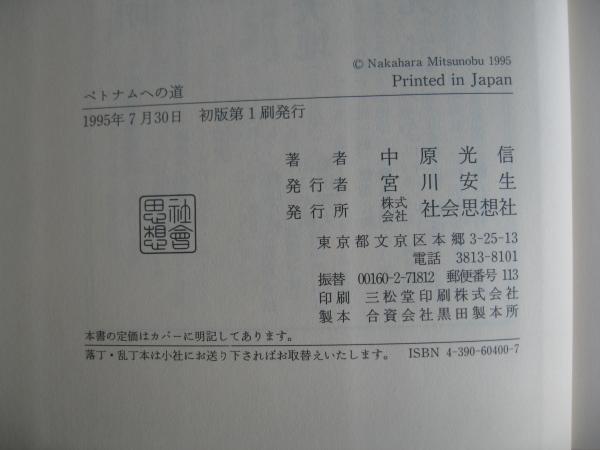 © Nakahara Mitsunobu 1995
Printed in Japan
ベトナムへの道
1995年7月30日 初版第1刷発行
著者 中原光信
発行者 宮川安生
発行所 株式会社 社会思想社
社會思想
東京都文京区本郷3-25-13
電話 3813-8101
振替 00160-2-71812 郵便番号113
印刷 三松堂印刷株式会社
製本 合資会社黒田製本所
本書の定価はカバーに明記してあります。
落丁・乱丁本は小社にお送り下さればお取替えいたします。 ISBN 4-390-60400-7